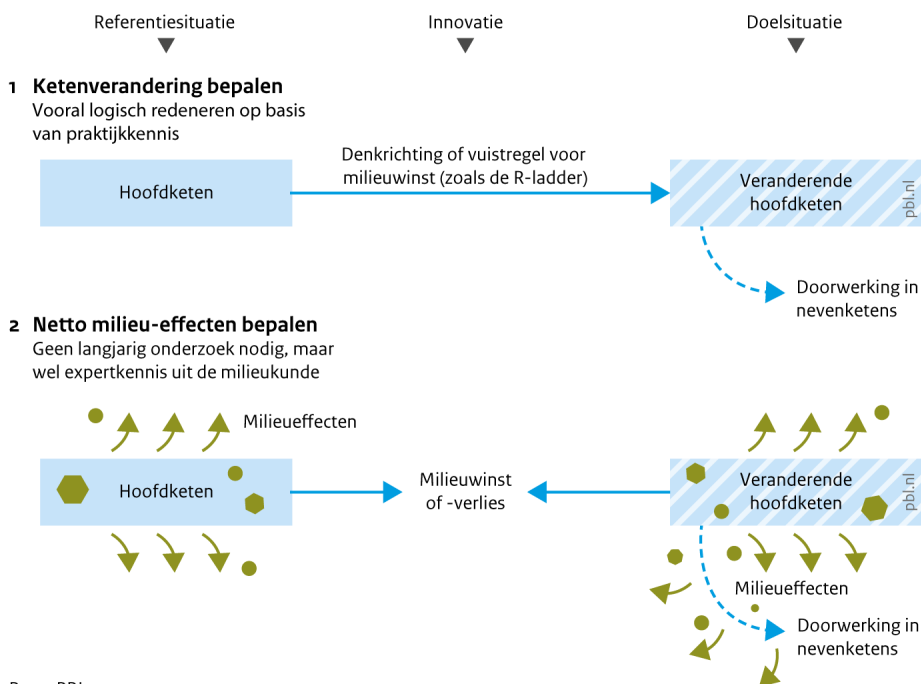 Referentiesituatie
Innovatie
Doelsituatie
1 Ketenverandering bepalen
Vooral logisch redeneren op basis
van praktijkkennis
Hoofdketen
Denkrichting of vuistregel voor
milieuwinst (zoals de R-ladder)
Veranderende
hoofdketen
pbl.nl
Doorwerking in
nevenketens
2 Netto milieu-effecten bepalen
Geen langjarig onderzoek nodig, maar
wel expertkennis uit de milieukunde
Milieueffecten
Hoofdketen
Milieuwinst
of -verlies
Veranderende
hoofdketen
pbl.nl
Milieueffecten
Doorwerking in
nevenketens